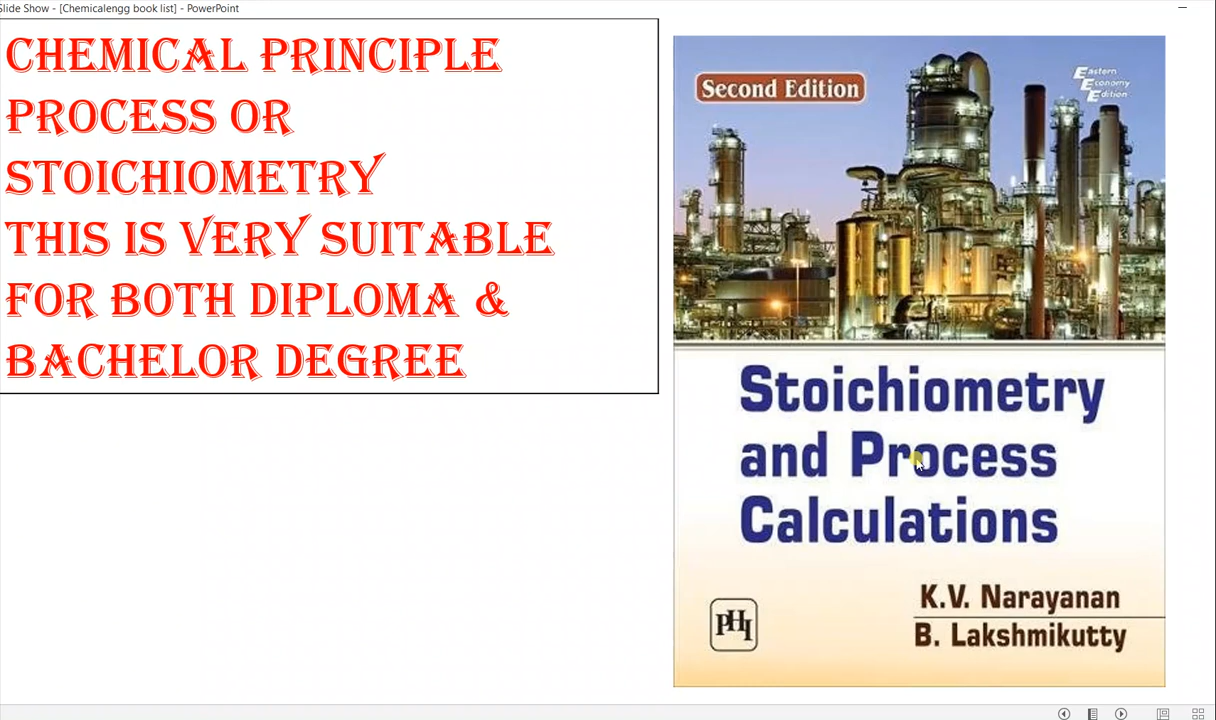 Slide Show - [Chemicalengg book list] - PowerPoint
CHEMICAL PRINCIPLE
PROCESS OR
STOICHIOMETRY
THIS IS VERY SUITABLE
FOR BOTH DIPLOMA &
BACHELOR DEGREE
Second Edition
Eastern
Economy
Edition
Stoichiometry
and Process
Calculations
PHI
K.V. Narayanan
B. Lakshmikutty